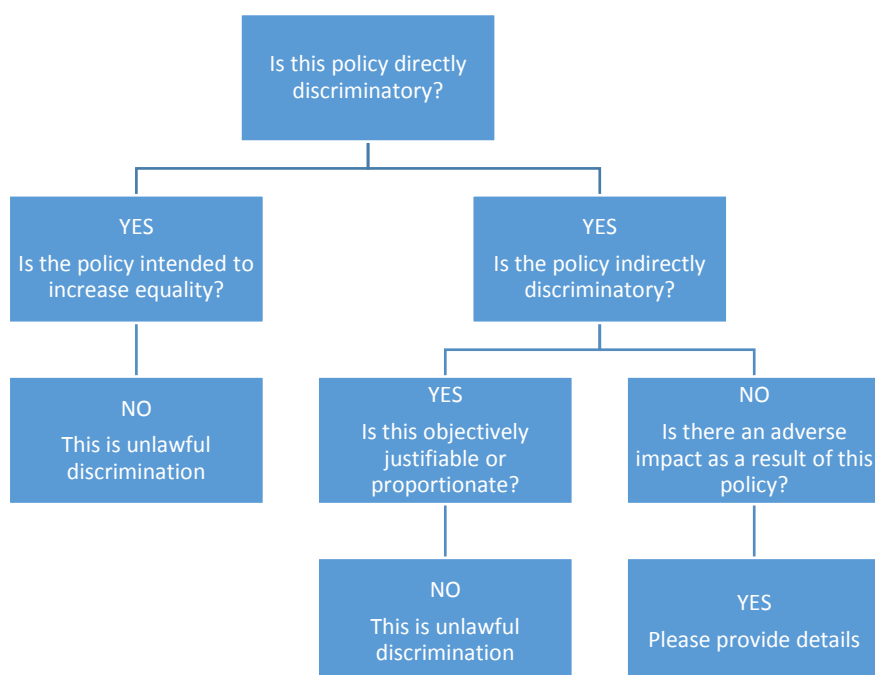 Is this policy directly
discriminatory?
YES
Is the policy intended to
increase equality?
YES
Is the policy indirectly
discriminatory?
NO
This is unlawful
discrimination
YES
Is this objectively
justifiable or
proportionate?
NO
Is there an adverse
impact as a result of this
policy?
NO
This is unlawful
discrimination
YES
Please provide details